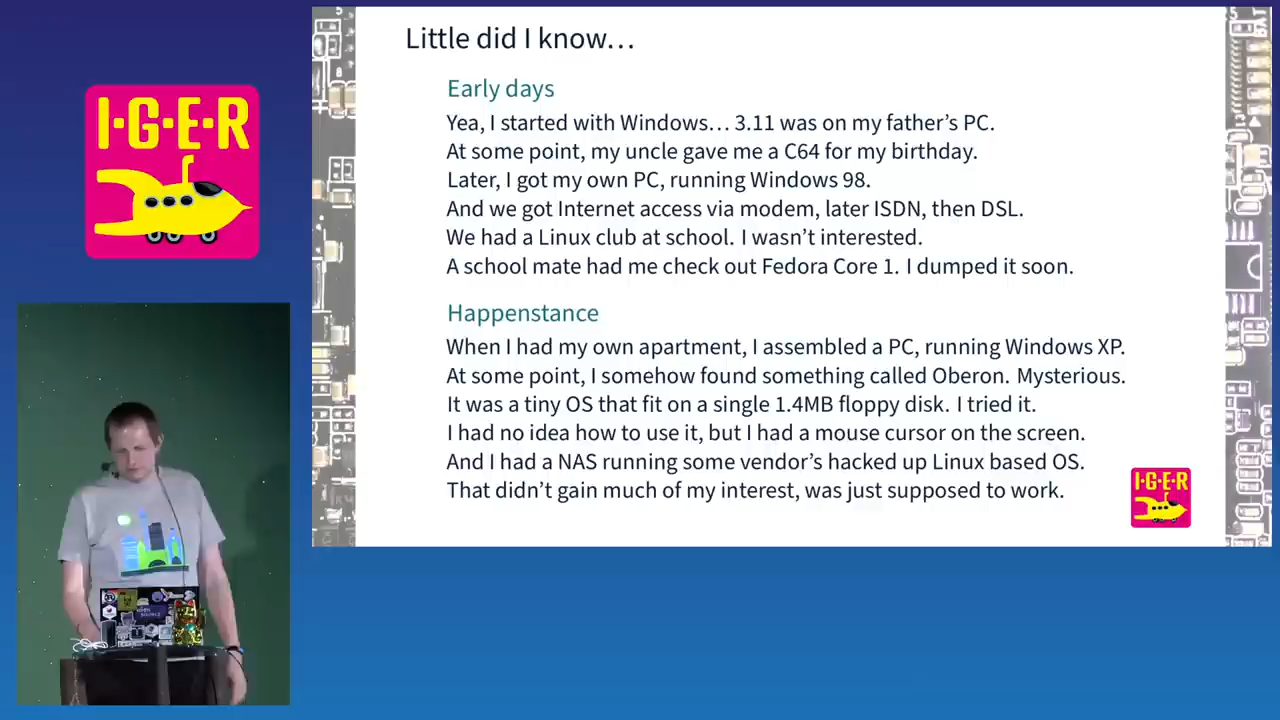 I·G·E·R
Little did I know…
Early days
Yea, I started with Windows… 3.11 was on my father's PC.
At some point, my uncle gave me a C64 for my birthday.
Later, I got my own PC, running Windows 98.
And we got Internet access via modem, later ISDN, then DSL.
We had a Linux club at school. I wasn't interested.
A school mate had me check out Fedora Core 1. I dumped it soon.
Happenstance
When I had my own apartment, I assembled a PC, running Windows XP.
At some point, I somehow found something called Oberon. Mysterious.
It was a tiny OS that fit on a single 1.4MB floppy disk. I tried it.
I had no idea how to use it, but I had a mouse cursor on the screen.
And I had a NAS running some vendor's hacked up Linux based OS.
That didn't gain much of my interest, was just supposed to work.
I·G·E·R